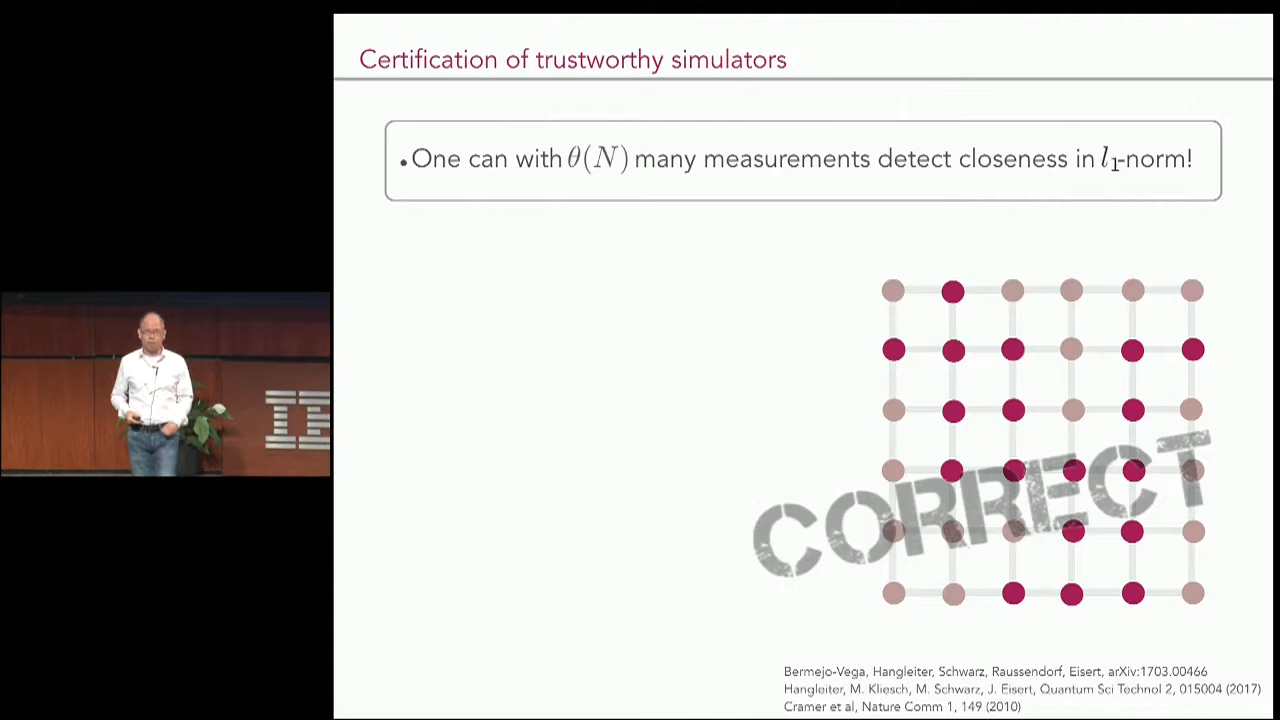 Certification of trustworthy simulators
•One can with θ(N) many measurements detect closeness in l₁-norm!
CORRECT
Bermejo-Vega, Hangleiter, Schwarz, Raussendorf, Eisert, arXiv:1703.00466
Hangleiter, M. Kliesch, M. Schwarz, J. Eisert, Quantum Sci Technol 2, 015004 (2017)
Cramer et al, Nature Comm 1, 149 (2010)